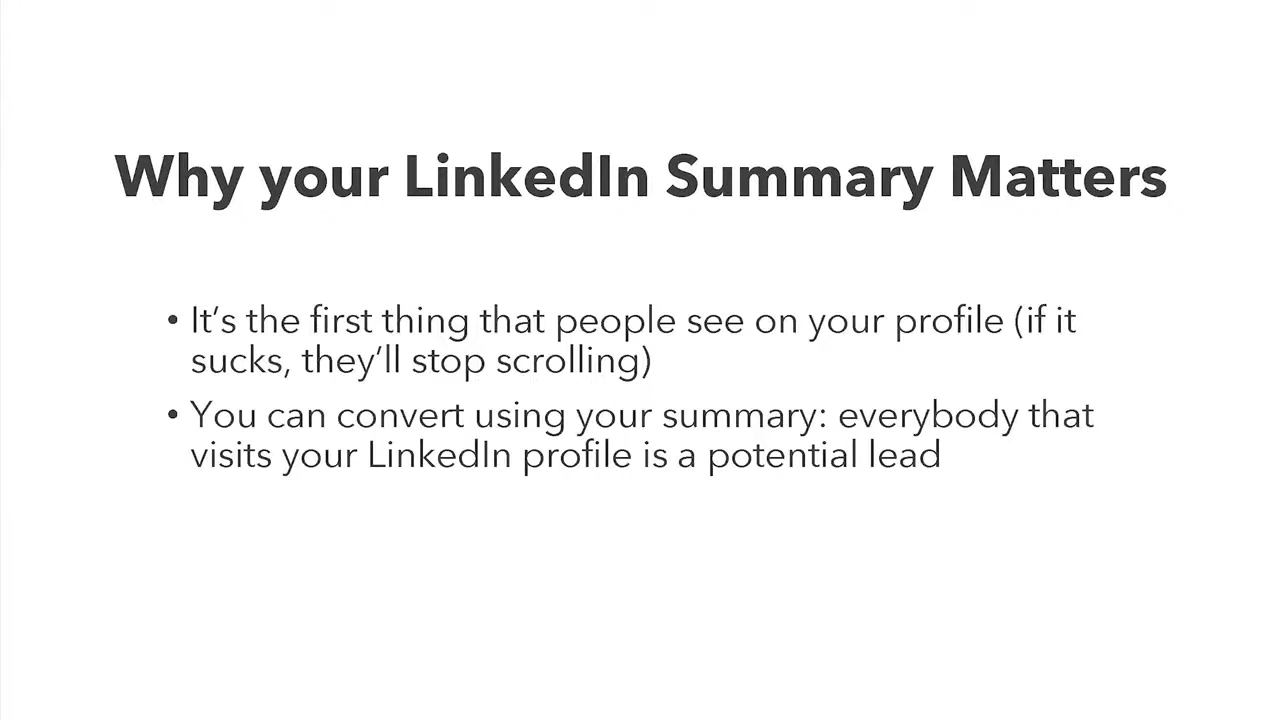 Why your LinkedIn Summary Matters
• It’s the first thing that people see on your profile (if it
sucks, they’ll stop scrolling)
• You can convert using your summary: everybody that
visits your LinkedIn profile is a potential lead